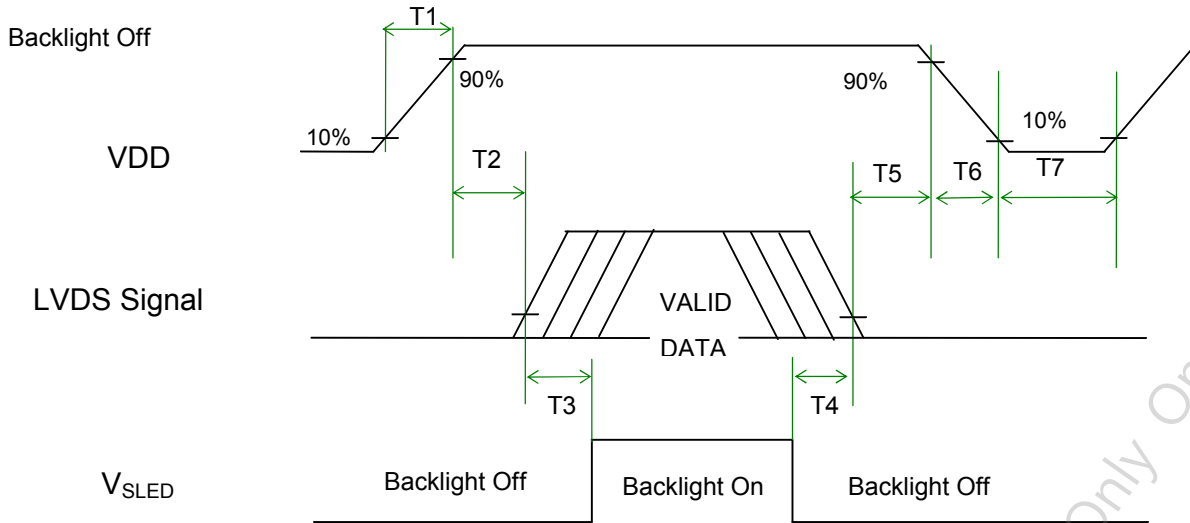 T1
Backlight Off
90%
90%
10%
10%
VDD
T2
T5
T6
T7
LVDS Signal
VALID
DATA
T3
T4
VSLED
Backlight Off
Backlight On
Backlight Off
Only